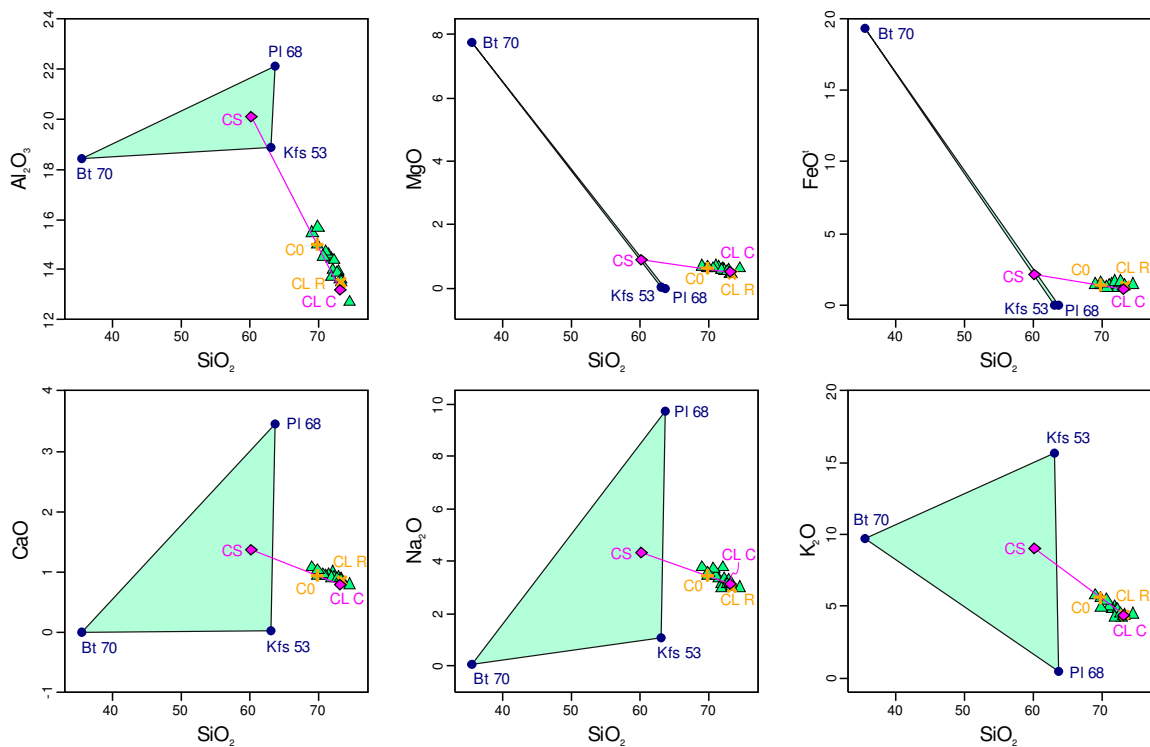 24
22
20
18
16
14
12
Al₂O₃
Pl 68
CS
Kfs 53
Bt 70
C0
CL R
CL C
40 50 60 70
SiO₂
8
6
4
2
0
MgO
Bt 70
CS
CL C
C0
Kfs 53
Pl 68
CL R
40 50 60 70
SiO₂
20
15
10
5
0
FeOᵗ
Bt 70
CS
C0
CL R
Kfs 53
Pl 68
CL C
40 50 60 70
SiO₂
4
3
2
1
0
-1
CaO
Pl 68
CS
CL R
C0
CL C
Bt 70
Kfs 53
40 50 60 70
SiO₂
10
8
6
4
2
0
Na₂O
Pl 68
CS
CL C
C0
CL R
Kfs 53
Bt 70
40 50 60 70
SiO₂
20
15
10
5
0
K₂O
Kfs 53
Bt 70
CS
C0
CL R
CL C
Pl 68
40 50 60 70
SiO₂